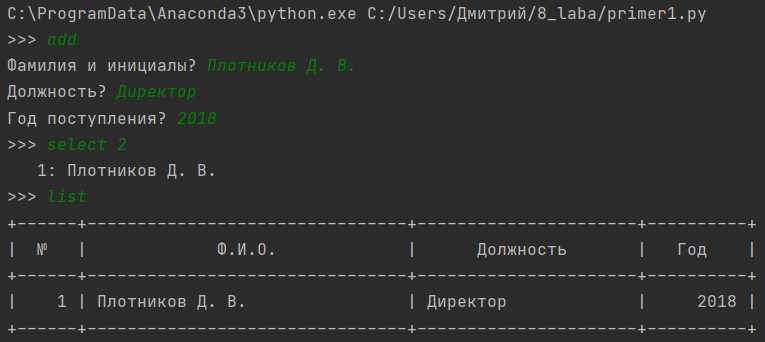 C:\ProgramData\Anaconda3\python.exe C:/Users/Дмитрий/8_laba/primer1.py
>>> add
Фамилия и инициалы? Плотников Д. В.
Должность? Директор
Год поступления? 2018
>>> select 2
   1: Плотников Д. В.
>>> list
+------+--------------------------------+----------------------+----------+
|  №   |             Ф.И.О.             |      Должность       |   Год    |
+------+--------------------------------+----------------------+----------+
|    1 | Плотников Д. В.                | Директор             |     2018 |
+------+--------------------------------+----------------------+----------+